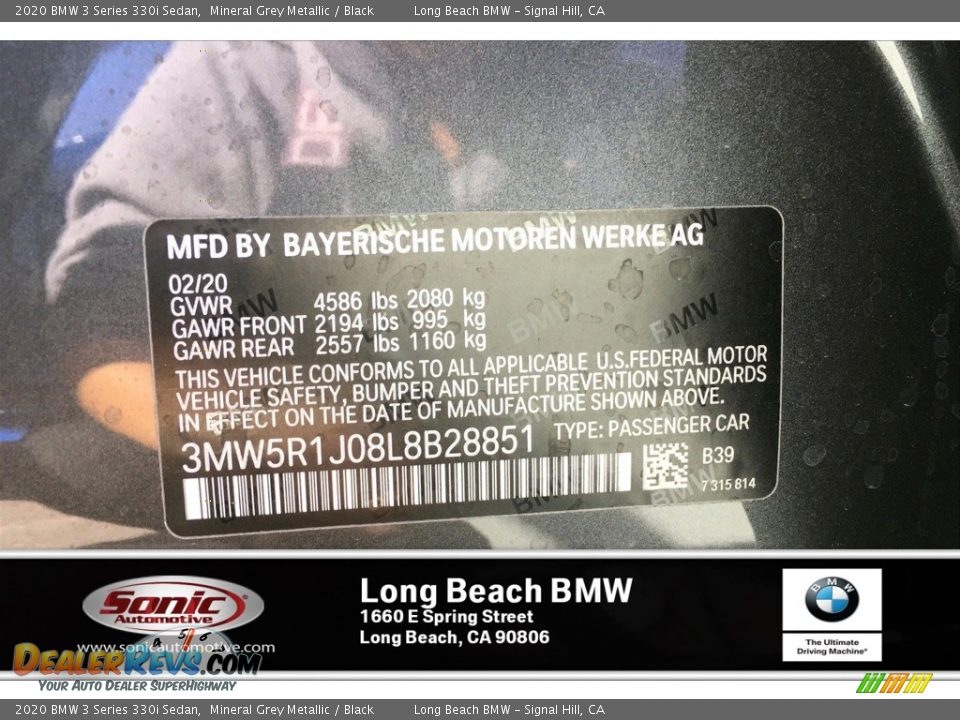 2020 BMW 3 Series 330i Sedan, Mineral Grey Metallic / Black Long Beach BMW - Signal Hill, CA
MFD BY BAYERISCHE MOTOREN WERKE AG
02/20
GVWR 4586 lbs 2080 kg
GAWR FRONT 2194 lbs 995 kg
GAWR REAR 2557 lbs 1160 kg
THIS VEHICLE CONFORMS TO ALL APPLICABLE U.S.FEDERAL MOTOR
VEHICLE SAFETY, BUMPER AND THEFT PREVENTION STANDARDS
IN EFFECT ON THE DATE OF MANUFACTURE SHOWN ABOVE.
3MW5R1J08L8B28851 TYPE: PASSENGER CAR
B39
7 315 814
Sonic
Automotive
www.sonicautomotive.com
Long Beach BMW
1660 E Spring Street
Long Beach, CA 90806
BMW
The Ultimate
Driving Machine®
4 5 6
DealerRevs.com
Your Auto Dealer SuperHighway
2020 BMW 3 Series 330i Sedan, Mineral Grey Metallic / Black Long Beach BMW - Signal Hill, CA